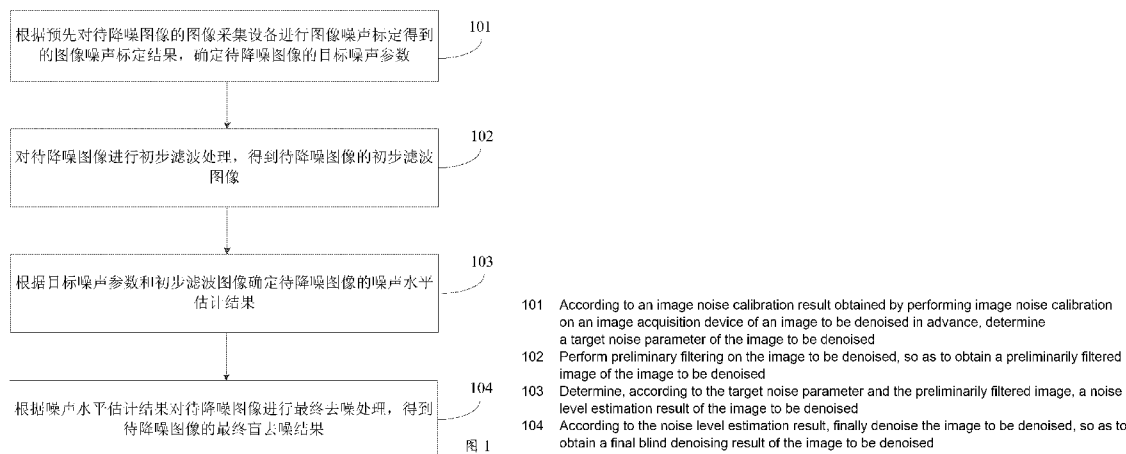 根据预先对待降噪图像的图像采集设备进行图像噪声标定得到
的图像噪声标定结果，确定待降噪图像的目标噪声参数
101
对待降噪图像进行初步滤波处理，得到待降噪图像的初步滤波
图像
102
根据目标噪声参数和初步滤波图像确定待降噪图像的噪声水平
估计结果
103
根据噪声水平估计结果对待降噪图像进行最终去噪处理，得到
待降噪图像的最终盲去噪结果
104
图 1
101 According to an image noise calibration result obtained by performing image noise calibration
on an image acquisition device of an image to be denoised in advance, determine
a target noise parameter of the image to be denoised
102 Perform preliminary filtering on the image to be denoised, so as to obtain a preliminarily filtered
image of the image to be denoised
103 Determine, according to the target noise parameter and the preliminarily filtered image, a noise
level estimation result of the image to be denoised
104 According to the noise level estimation result, finally denoise the image to be denoised, so as to
obtain a final blind denoising result of the image to be denoised